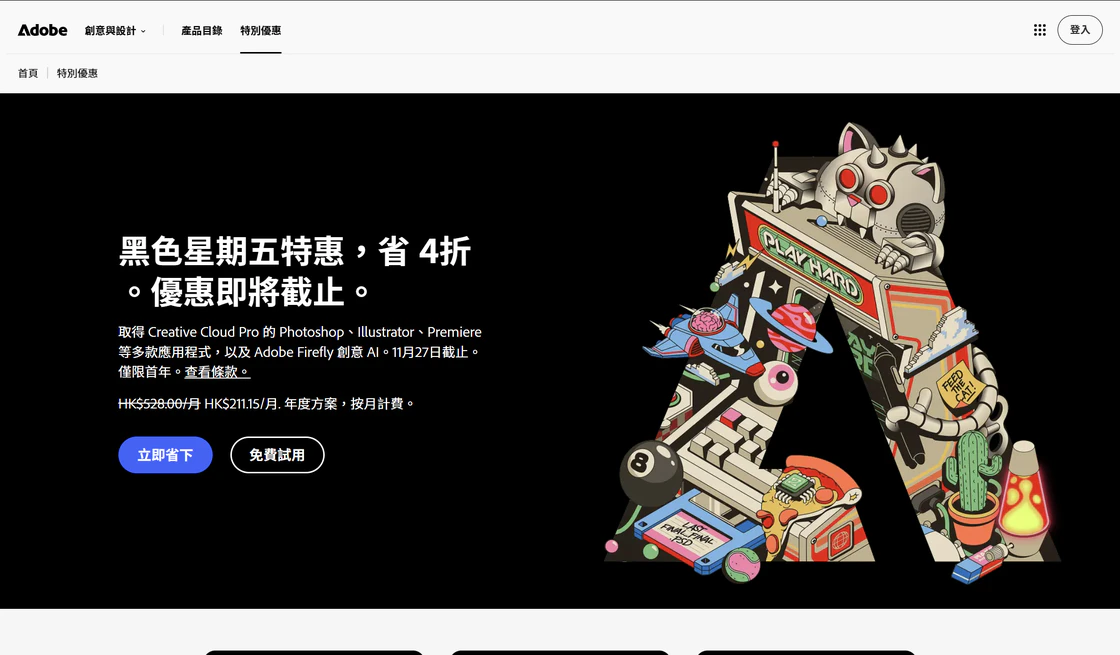 Adobe
創意與設計
產品目錄
特別優惠
登入
首頁
特別優惠
黑色星期五特惠，省 4折
。優惠即將截止。
取得 Creative Cloud Pro 的 Photoshop、Illustrator、Premiere
等多款應用程式，以及 Adobe Firefly 創意 AI。11月27日截止。
僅限首年。查看條款。
HK$528.00/月 HK$211.15/月. 年度方案，按月計費。
立即省下
免費試用
PLAY HARD
FEED
THE
CAT!
8
LAST
FINAL_FINAL
.PSD